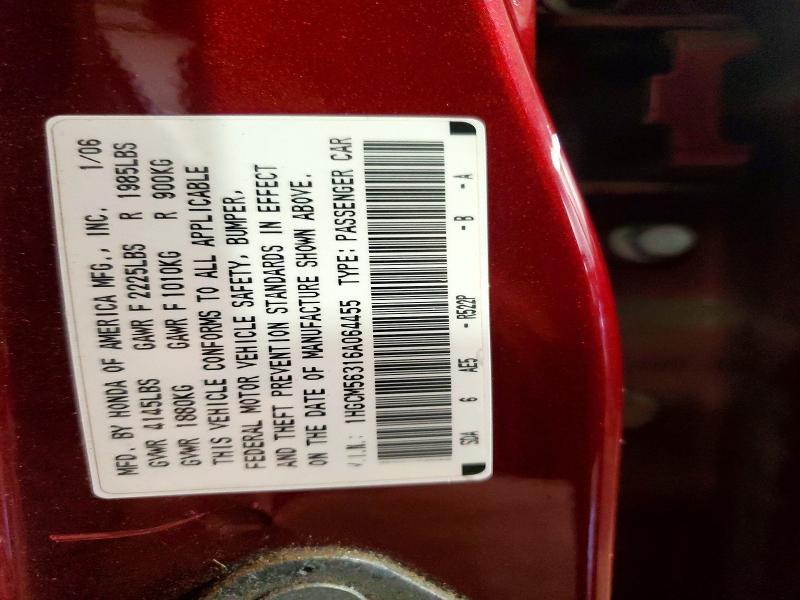 MFD. BY HONDA OF AMERICA MFG., INC. 1/06
GVWR 4145LBS GAWR F 2225LBS R 1985LBS
GVWR 1880KG GAWR F 1010KG R 900KG
THIS VEHICLE CONFORMS TO ALL APPLICABLE
FEDERAL MOTOR VEHICLE SAFETY, BUMPER,
AND THEFT PREVENTION STANDARDS IN EFFECT
ON THE DATE OF MANUFACTURE SHOWN ABOVE.
V.I.N.: 1HGCM56316A064455 TYPE: PASSENGER CAR
SDA 6 AE5 - R522P - B - A